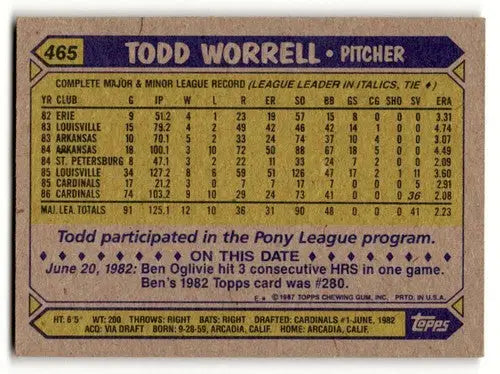 465 TODD WORRELL • PITCHER
COMPLETE MAJOR & MINOR LEAGUE RECORD (LEAGUE LEADER IN ITALICS, TIE ♦)
YR CLUB G IP W L R ER SO BB GS CG SHO SV ERA
82 ERIE 9 51.2 4 1 23 19 57 15 8 0 0 0 3.31
83 LOUISVILLE 15 79.2 4 2 49 42 46 42 14 1 0 0 4.74
83 ARKANSAS 10 70.1 5 2 33 24 74 37 10 2 0 0 3.07
84 ARKANSAS 18 100.1 3 10 72 50 88 67 18 5 0 0 4.49
84 ST. PETERSBURG 8 47.1 3 2 22 11 33 24 7 0 0 0 2.09
85 LOUISVILLE 34 127.2 8 6 59 51 126 47 17 2 1 11 3.60
85 CARDINALS 17 21.2 3 0 7 7 17 7 0 0 0 5 2.91
86 CARDINALS 74 103.2 9 10 29 24 73 41 0 0 0 36 2.08
MAJ. LEA. TOTALS 91 125.1 12 10 36 31 90 48 0 0 0 41 2.23
Todd participated in the Pony League program.
♦ ♦ ♦ ♦ ♦ ♦ ♦ ♦ ON THIS DATE ♦ ♦ ♦ ♦ ♦ ♦ ♦ ♦
June 20, 1982: Ben Oglivie hit 3 consecutive HRS in one game.
Ben's 1982 Topps card was #280.
© 1987 TOPPS CHEWING GUM, INC. PRTD. IN U.S.A.
HT: 6'5" WT: 200 THROWS: RIGHT BATS: RIGHT DRAFTED: CARDINALS #1-JUNE, 1982
ACQ: VIA DRAFT BORN: 9-28-59, ARCADIA, CALIF. HOME: ARCADIA, CALIF.
topps